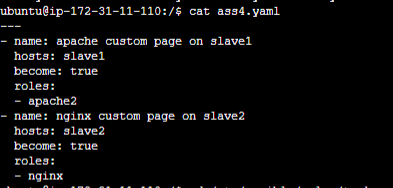 ubuntu@ip-172-31-11-110:/$ cat ass4.yaml
---
- name: apache custom page on slave1
  hosts: slave1
  become: true
  roles:
  - apache2
- name: nginx custom page on slave2
  hosts: slave2
  become: true
  roles:
  - nginx